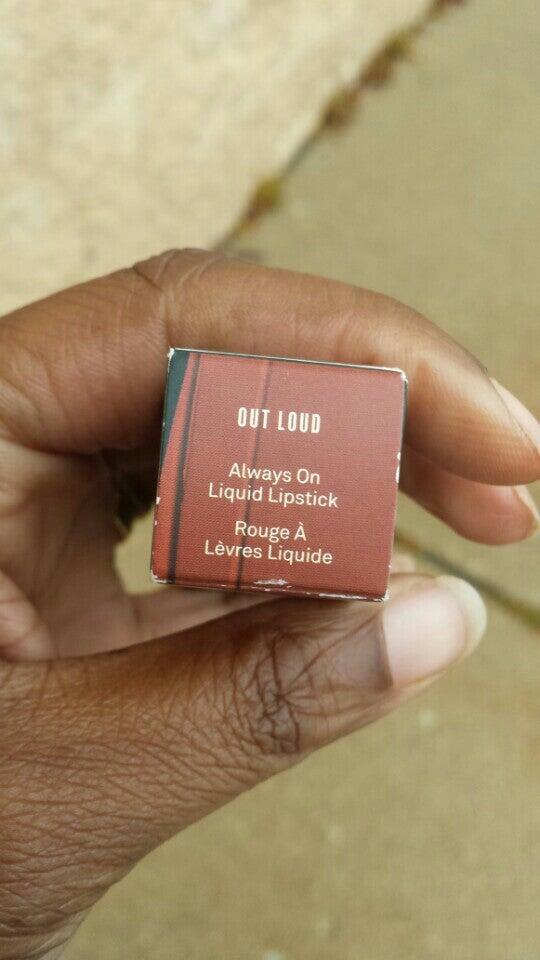 OUT LOUD
Always On
Liquid Lipstick
Rouge À
Lèvres Liquide